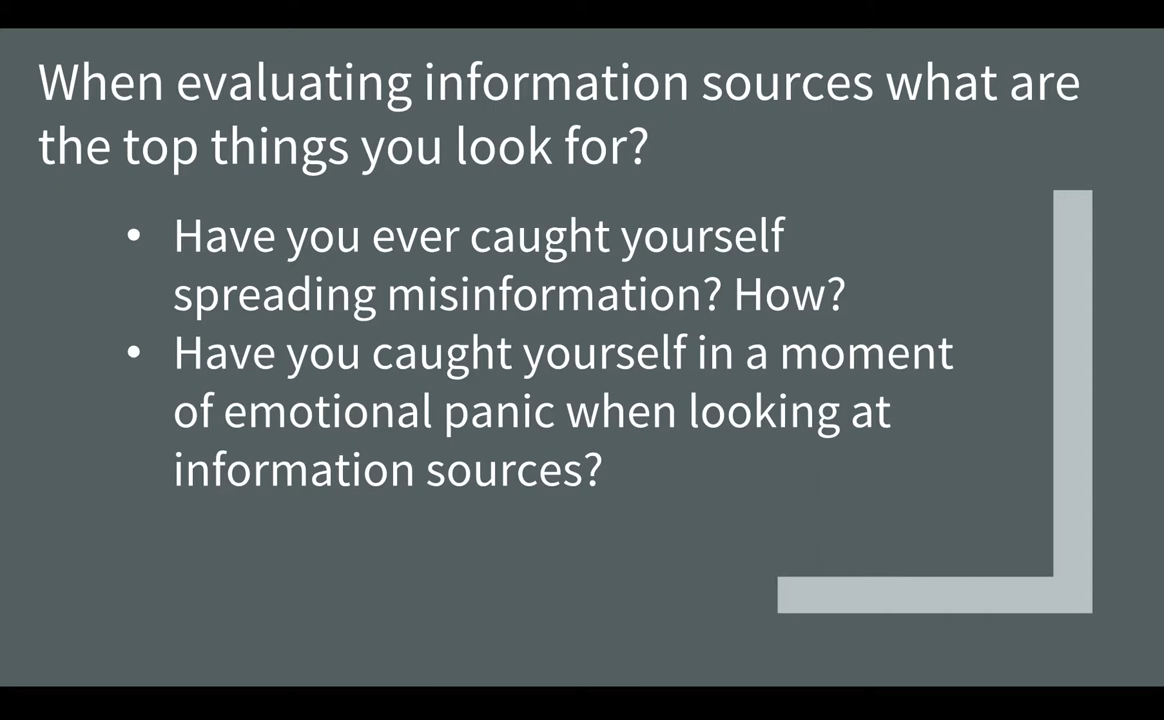 When evaluating information sources what are
the top things you look for?
• Have you ever caught yourself
spreading misinformation? How?
• Have you caught yourself in a moment
of emotional panic when looking at
information sources?